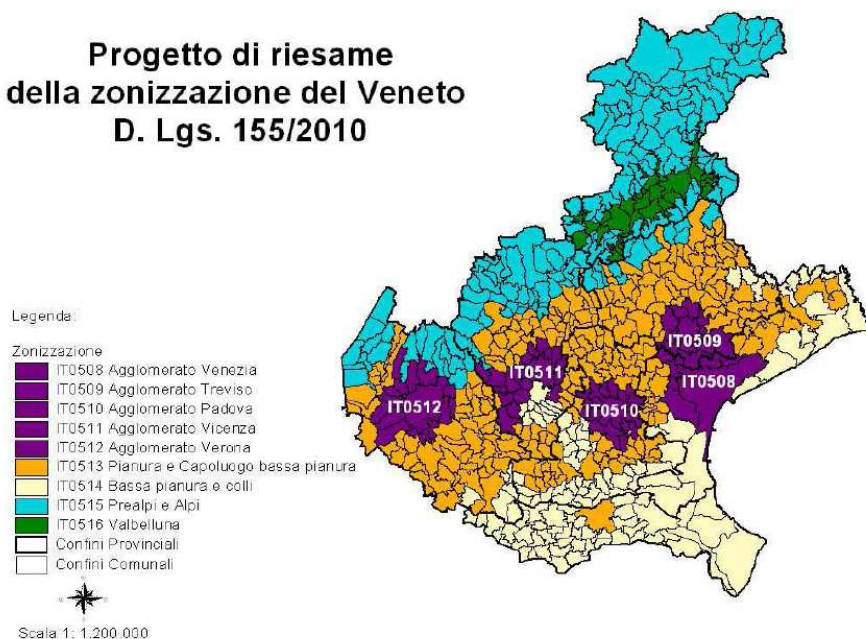 Progetto di riesame
della zonizzazione del Veneto
D. Lgs. 155/2010
Legenda:
Zonizzazione
IT0508 Agglomerato Venezia
IT0509 Agglomerato Treviso
IT0510 Agglomerato Padova
IT0511 Agglomerato Vicenza
IT0512 Agglomerato Verona
IT0513 Pianura e Capoluogo bassa pianura
IT0514 Bassa pianura e colli
IT0515 Prealpi e Alpi
IT0516 Valbelluna
Confini Provinciali
Confini Comunali
Scala 1: 1.200.000
IT0509
IT0511
IT0508
IT0512
IT0510